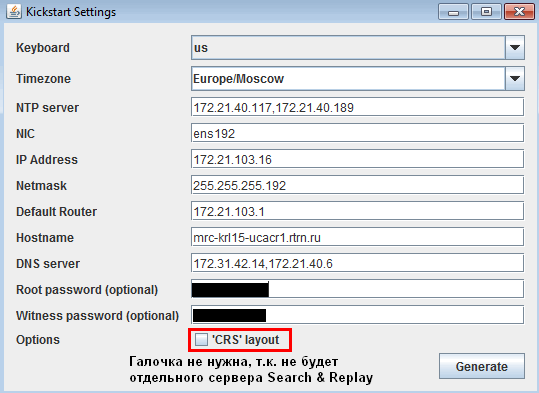 Kickstart Settings
Keyboard us
Timezone Europe/Moscow
NTP server 172.21.40.117,172.21.40.189
NIC ens192
IP Address 172.21.103.16
Netmask 255.255.255.192
Default Router 172.21.103.1
Hostname mrc-krl15-ucacr1.rtrn.ru
DNS server 172.31.42.14,172.21.40.6
Root password (optional)
Witness password (optional)
Options 'CRS' layout
Галочка не нужна, т.к. не будет
отдельного сервера Search & Replay
Generate